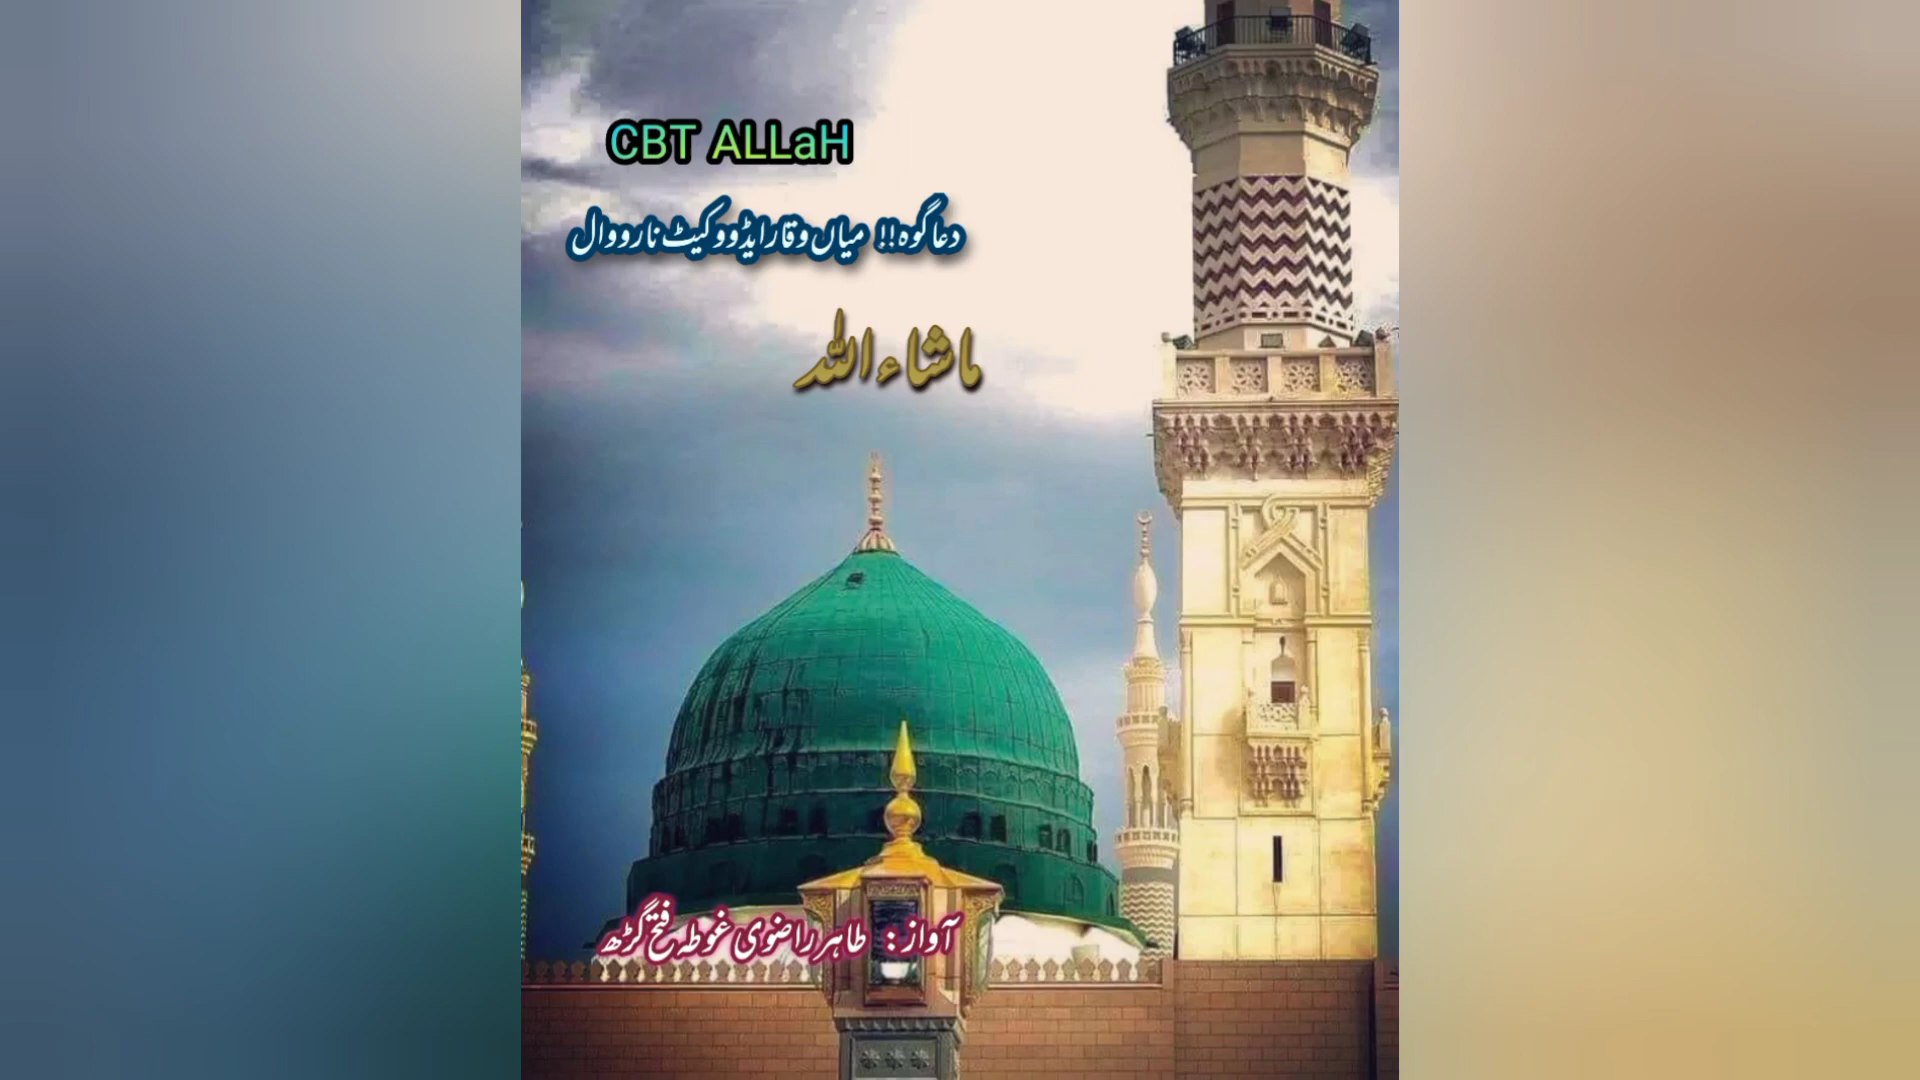 CBT ALLaH
دعا گوہ!! میاں وقار ایڈووکیٹ نارووال
ماشاءاللہ
آواز: طاہر راضوی غوطہ فتح گڑھ